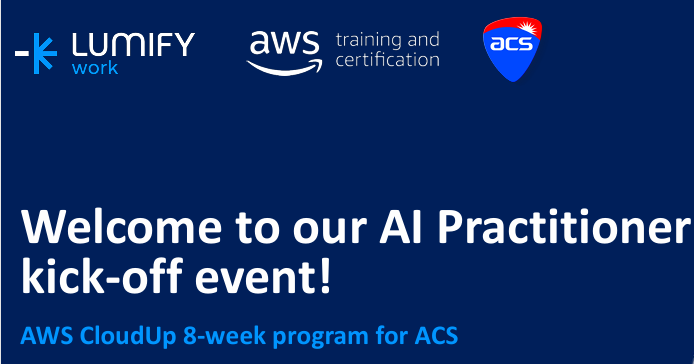 LUMIFY
work
aws
training and
certification
acs
Welcome to our AI Practitioner
kick-off event!
AWS CloudUp 8-week program for ACS